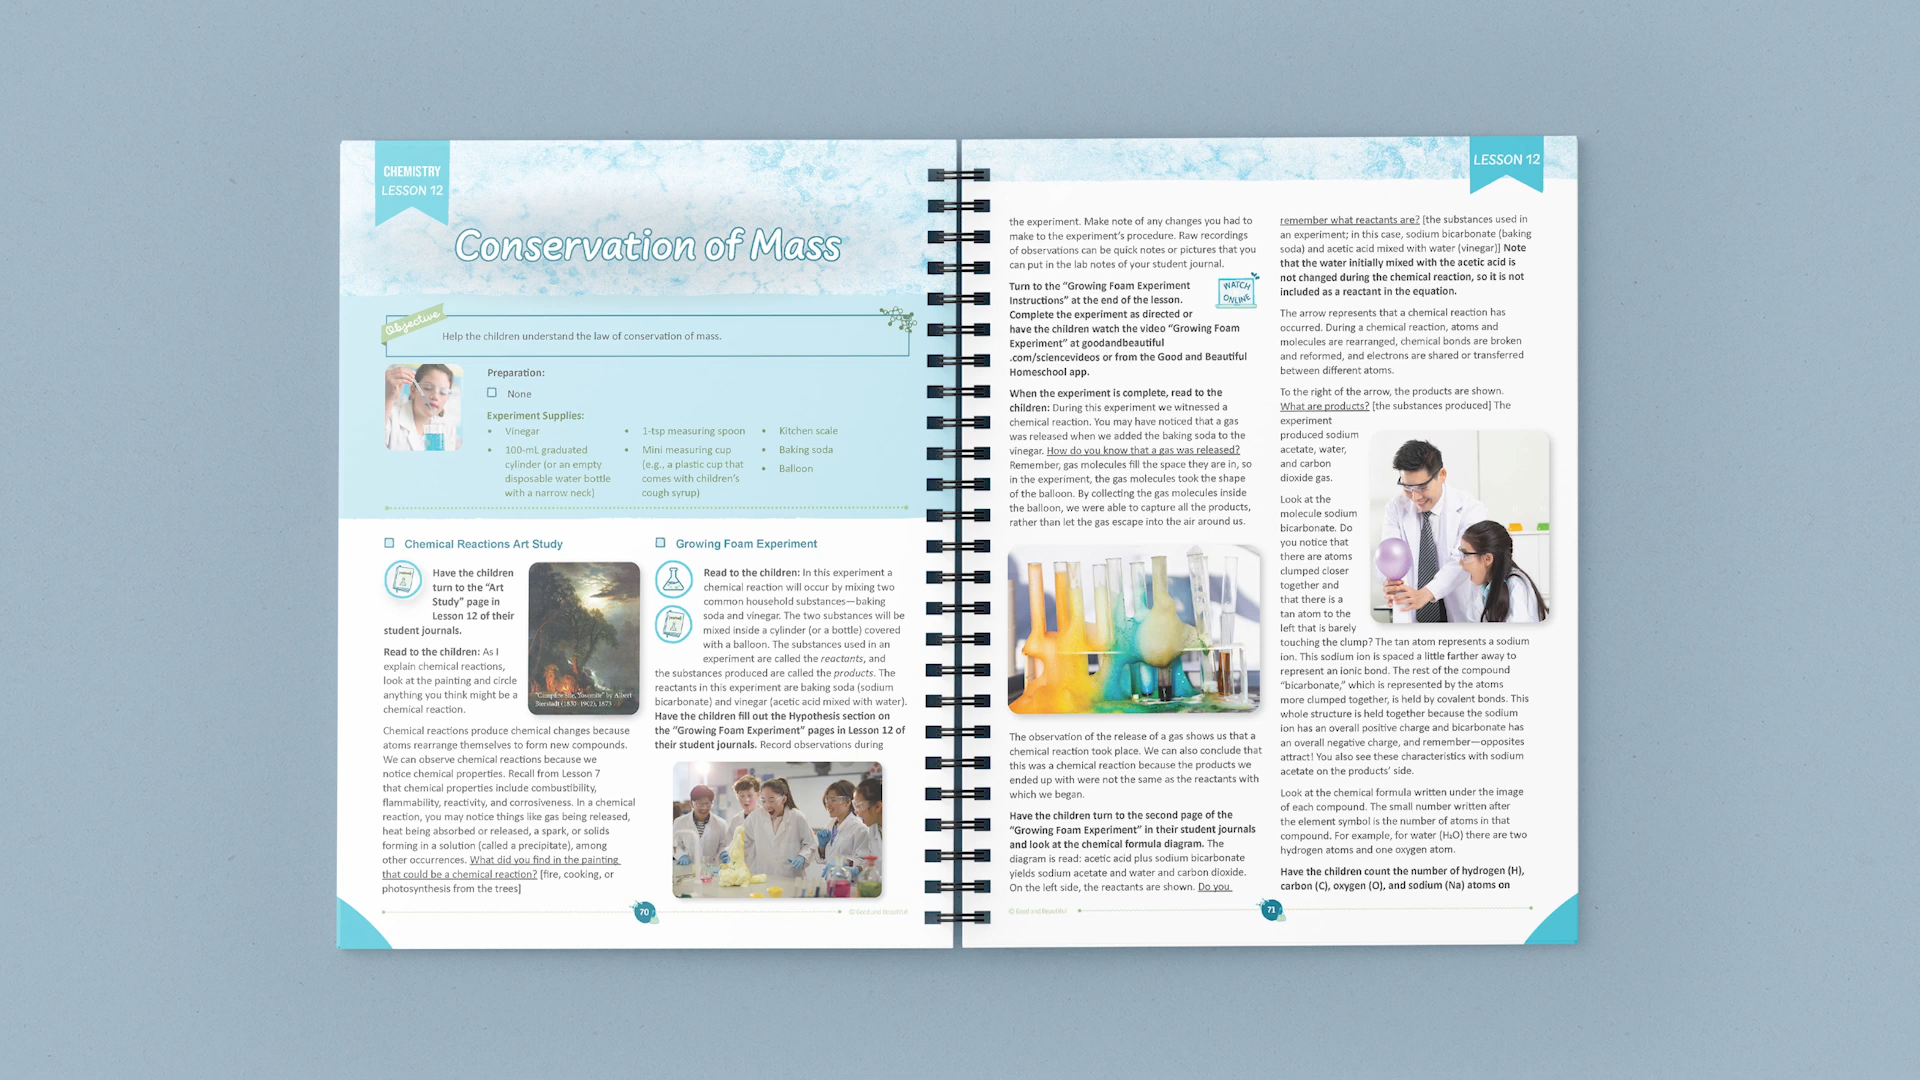 CHEMISTRY
LESSON 12
Conservation of Mass
Objective
Help the children understand the law of conservation of mass.
Preparation:
None
Experiment Supplies:
• Vinegar
• 100-mL graduated
cylinder (or an empty
disposable water bottle
with a narrow neck)
• 1-tsp measuring spoon
• Mini measuring cup
(e.g., a plastic cup that
comes with children's
cough syrup)
• Kitchen scale
• Baking soda
• Balloon
Chemical Reactions Art Study
Have the children
turn to the "Art
Study" page in
Lesson 12 of their
student journals.
Read to the children: As I
explain chemical reactions,
look at the painting and circle
anything you think might be a
chemical reaction.
"Campfire Site, Yosemite" by Albert
Bierstadt (1830–1902), 1873
Chemical reactions produce chemical changes because
atoms rearrange themselves to form new compounds.
We can observe chemical reactions because we
notice chemical properties. Recall from Lesson 7
that chemical properties include combustibility,
flammability, reactivity, and corrosiveness. In a chemical
reaction, you may notice things like gas being released,
heat being absorbed or released, a spark, or solids
forming in a solution (called a precipitate), among
other occurrences. What did you find in the painting
that could be a chemical reaction? [fire, cooking, or
photosynthesis from the trees]
Growing Foam Experiment
Read to the children: In this experiment a
chemical reaction will occur by mixing two
common household substances—baking
soda and vinegar. The two substances will be
mixed inside a cylinder (or a bottle) covered
with a balloon. The substances used in an
experiment are called the reactants, and
the substances produced are called the products. The
reactants in this experiment are baking soda (sodium
bicarbonate) and vinegar (acetic acid mixed with water).
Have the children fill out the Hypothesis section on
the "Growing Foam Experiment" pages in Lesson 12 of
their student journals. Record observations during
70
© Good and Beautiful
LESSON 12
the experiment. Make note of any changes you had to
make to the experiment's procedure. Raw recordings
of observations can be quick notes or pictures that you
can put in the lab notes of your student journal.
Turn to the "Growing Foam Experiment
Instructions" at the end of the lesson.
Complete the experiment as directed or
have the children watch the video "Growing Foam
Experiment" at goodandbeautiful
.com/sciencevideos or from the Good and Beautiful
Homeschool app.
WATCH
ONLINE
When the experiment is complete, read to the
children: During this experiment we witnessed a
chemical reaction. You may have noticed that a gas
was released when we added the baking soda to the
vinegar. How do you know that a gas was released?
Remember, gas molecules fill the space they are in, so
in the experiment, the gas molecules took the shape
of the balloon. By collecting the gas molecules inside
the balloon, we were able to capture all the products,
rather than let the gas escape into the air around us.
The observation of the release of a gas shows us that a
chemical reaction took place. We can also conclude that
this was a chemical reaction because the products we
ended up with were not the same as the reactants with
which we began.
Have the children turn to the second page of the
"Growing Foam Experiment" in their student journals
and look at the chemical formula diagram. The
diagram is read: acetic acid plus sodium bicarbonate
yields sodium acetate and water and carbon dioxide.
On the left side, the reactants are shown. Do you
remember what reactants are? [the substances used in
an experiment; in this case, sodium bicarbonate (baking
soda) and acetic acid mixed with water (vinegar)] Note
that the water initially mixed with the acetic acid is
not changed during the chemical reaction, so it is not
included as a reactant in the equation.
The arrow represents that a chemical reaction has
occurred. During a chemical reaction, atoms and
molecules are rearranged, chemical bonds are broken
and reformed, and electrons are shared or transferred
between different atoms.
To the right of the arrow, the products are shown.
What are products? [the substances produced] The
experiment
produced sodium
acetate, water,
and carbon
dioxide gas.
Look at the
molecule sodium
bicarbonate. Do
you notice that
there are atoms
clumped closer
together and
that there is a
tan atom to the
left that is barely
touching the clump? The tan atom represents a sodium
ion. This sodium ion is spaced a little farther away to
represent an ionic bond. The rest of the compound
"bicarbonate," which is represented by the atoms
more clumped together, is held by covalent bonds. This
whole structure is held together because the sodium
ion has an overall positive charge and bicarbonate has
an overall negative charge, and remember—opposites
attract! You also see these characteristics with sodium
acetate on the products' side.
Look at the chemical formula written under the image
of each compound. The small number written after
the element symbol is the number of atoms in that
compound. For example, for water (H₂O) there are two
hydrogen atoms and one oxygen atom.
Have the children count the number of hydrogen (H),
carbon (C), oxygen (O), and sodium (Na) atoms on
© Good and Beautiful
71